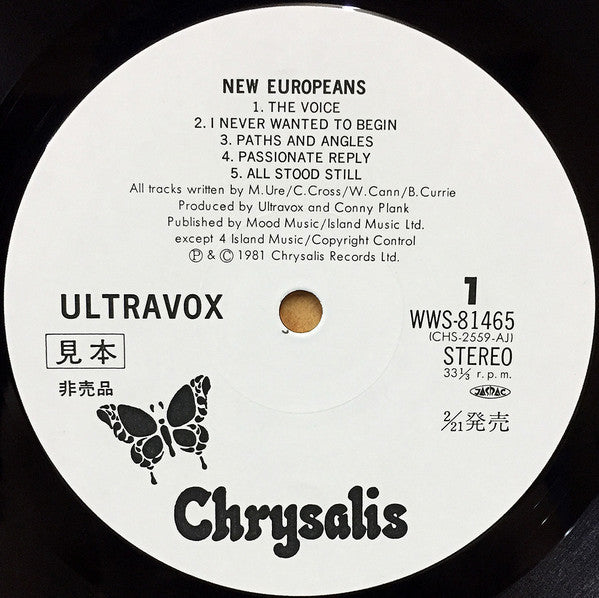 NEW EUROPEANS
1. THE VOICE
2. I NEVER WANTED TO BEGIN
3. PATHS AND ANGLES
4. PASSIONATE REPLY
5. ALL STOOD STILL
All tracks written by M.Ure/C.Cross/W.Cann/B.Currie
Produced by Ultravox and Conny Plank
Published by Mood Music/Island Music Ltd.
except 4 Island Music/Copyright Control
Ⓟ & © 1981 Chrysalis Records Ltd.
ULTRAVOX
1
WWS-81465
(CHS-2559-AJ)
STEREO
33⅓ r.p.m.
JASRAC
見本
非売品
2/21発売
Chrysalis